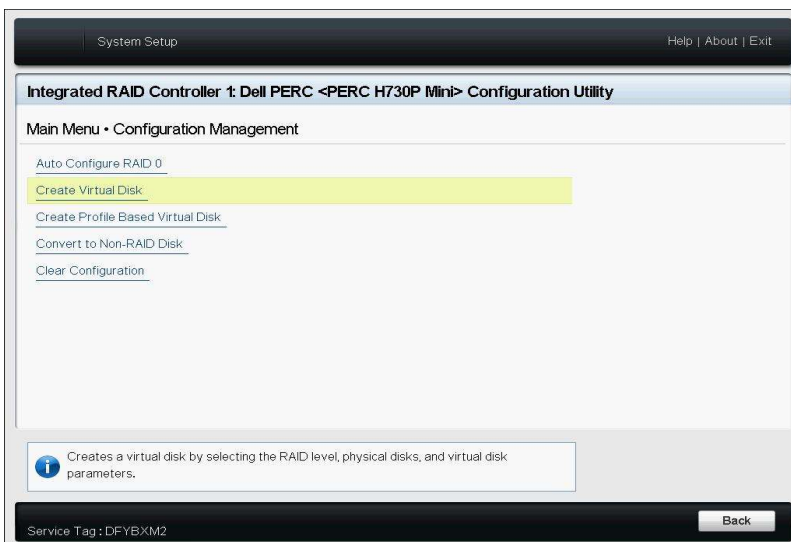 System Setup
Help | About | Exit
Integrated RAID Controller 1: Dell PERC <PERC H730P Mini> Configuration Utility
Main Menu • Configuration Management
Auto Configure RAID 0
Create Virtual Disk
Create Profile Based Virtual Disk
Convert to Non-RAID Disk
Clear Configuration
Creates a virtual disk by selecting the RAID level, physical disks, and virtual disk
parameters.
Service Tag : DFYBXM2
Back